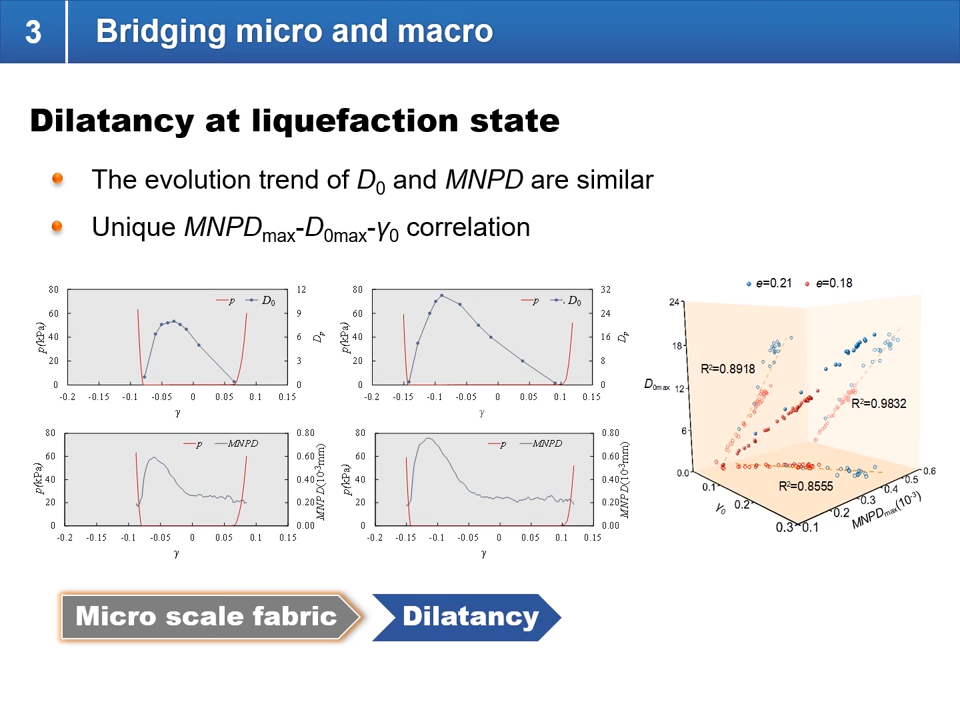 3 Bridging micro and macro
Dilatancy at liquefaction state
The evolution trend of D0 and MNPD are similar
Unique MNPDmax-D0max-γ0 correlation
p D0
p(kPa)
80
60
40
20
0
12
9
6
3
0
Dp
-0.2 -0.15 -0.1 -0.05 0 0.05 0.1 0.15
γ
p . D0
p(kPa)
80
60
40
20
0
32
24
16
8
0
Dp
-0.2 -0.15 -0.1 -0.05 0 0.05 0.1 0.15
γ
p MNPD
p(kPa)
80
60
40
20
0
0.80
0.60
0.40
0.20
0.00
MNPD(10-3mm)
-0.2 -0.15 -0.1 -0.05 0 0.05 0.1 0.15
γ
p MNPD
p(kPa)
80
60
40
20
0
0.80
0.60
0.40
0.20
0.00
MNPD(10-3mm)
-0.2 -0.15 -0.1 -0.05 0 0.05 0.1 0.15
γ
e=0.21 e=0.18
24
18
D0max 12
6
0.0
R2=0.8918
R2=0.9832
R2=0.8555
0.1
0.2
0.3
γ0
0.1
0.2
0.3
0.4
0.5
0.6
MNPDmax(10-3)
Micro scale fabric
Dilatancy